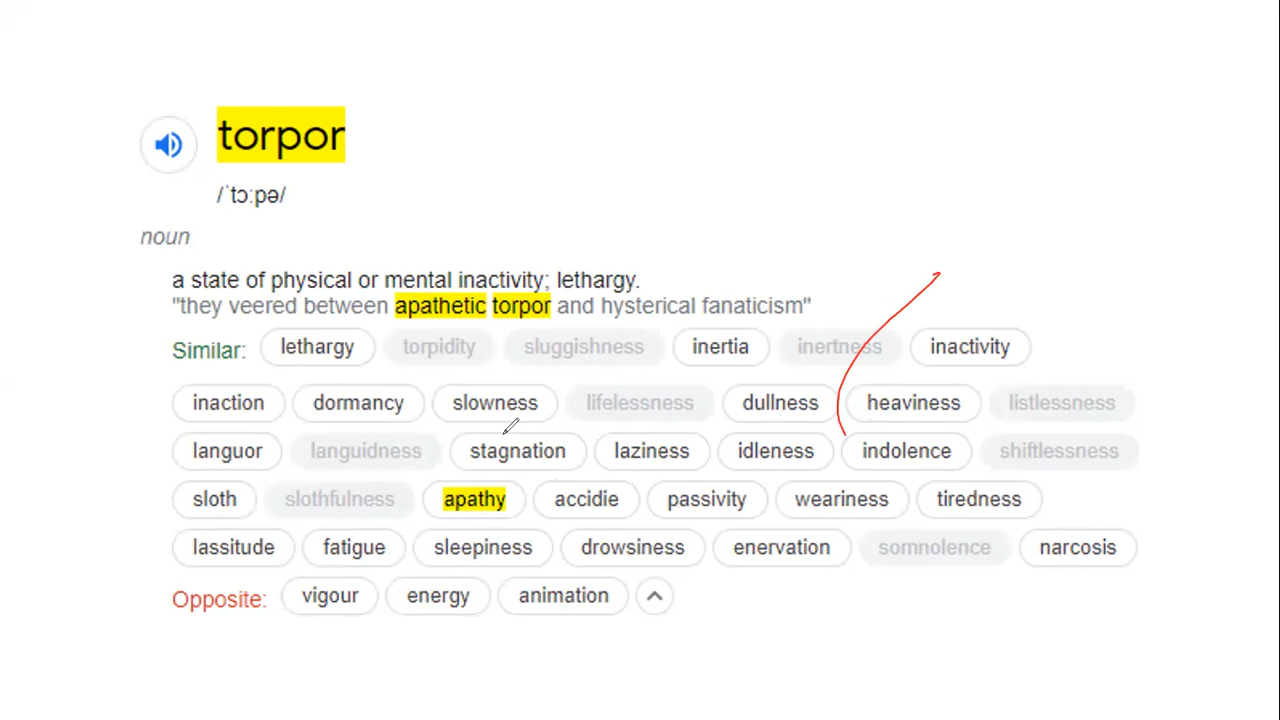 torpor
/ˈtɔːpə/
noun
a state of physical or mental inactivity; lethargy.
"they veered between apathetic torpor and hysterical fanaticism"
Similar: lethargy torpidity sluggishness inertia inertness inactivity
inaction dormancy slowness lifelessness dullness heaviness listlessness
languor languidness stagnation laziness idleness indolence shiftlessness
sloth slothfulness apathy accidie passivity weariness tiredness
lassitude fatigue sleepiness drowsiness enervation somnolence narcosis
Opposite: vigour energy animation